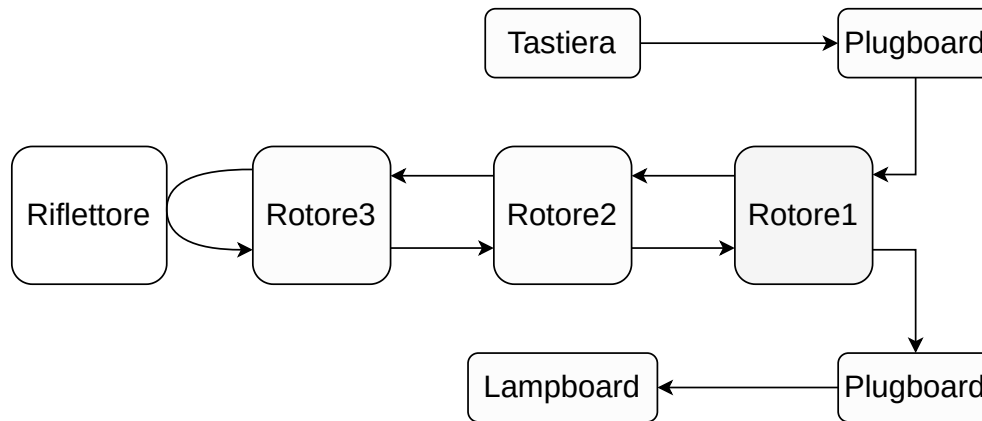 Tastiera
Plugboard
Riflettore
Rotore3
Rotore2
Rotore1
Lampboard
Plugboard